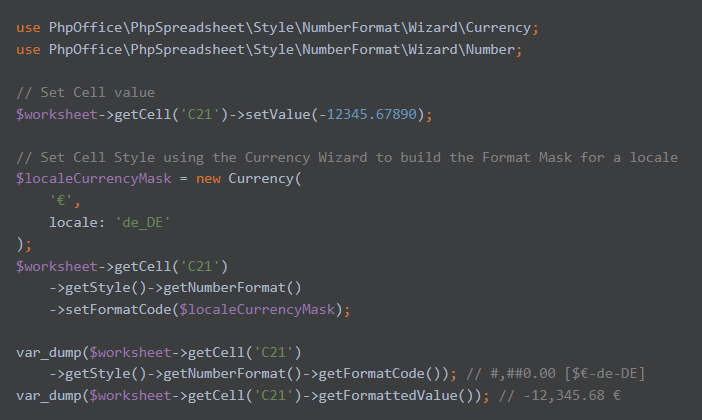 use PhpOffice\PhpSpreadsheet\Style\NumberFormat\Wizard\Currency;
use PhpOffice\PhpSpreadsheet\Style\NumberFormat\Wizard\Number;
// Set Cell value
$worksheet->getCell('C21')->setValue(-12345.67890);
// Set Cell Style using the Currency Wizard to build the Format Mask for a locale
$localeCurrencyMask = new Currency(
    '€',
    locale: 'de_DE'
);
$worksheet->getCell('C21')
    ->getStyle()->getNumberFormat()
    ->setFormatCode($localeCurrencyMask);
var_dump($worksheet->getCell('C21')
    ->getStyle()->getNumberFormat()->getFormatCode()); // #,##0.00 [$€-de-DE]
var_dump($worksheet->getCell('C21')->getFormattedValue()); // -12,345.68 €